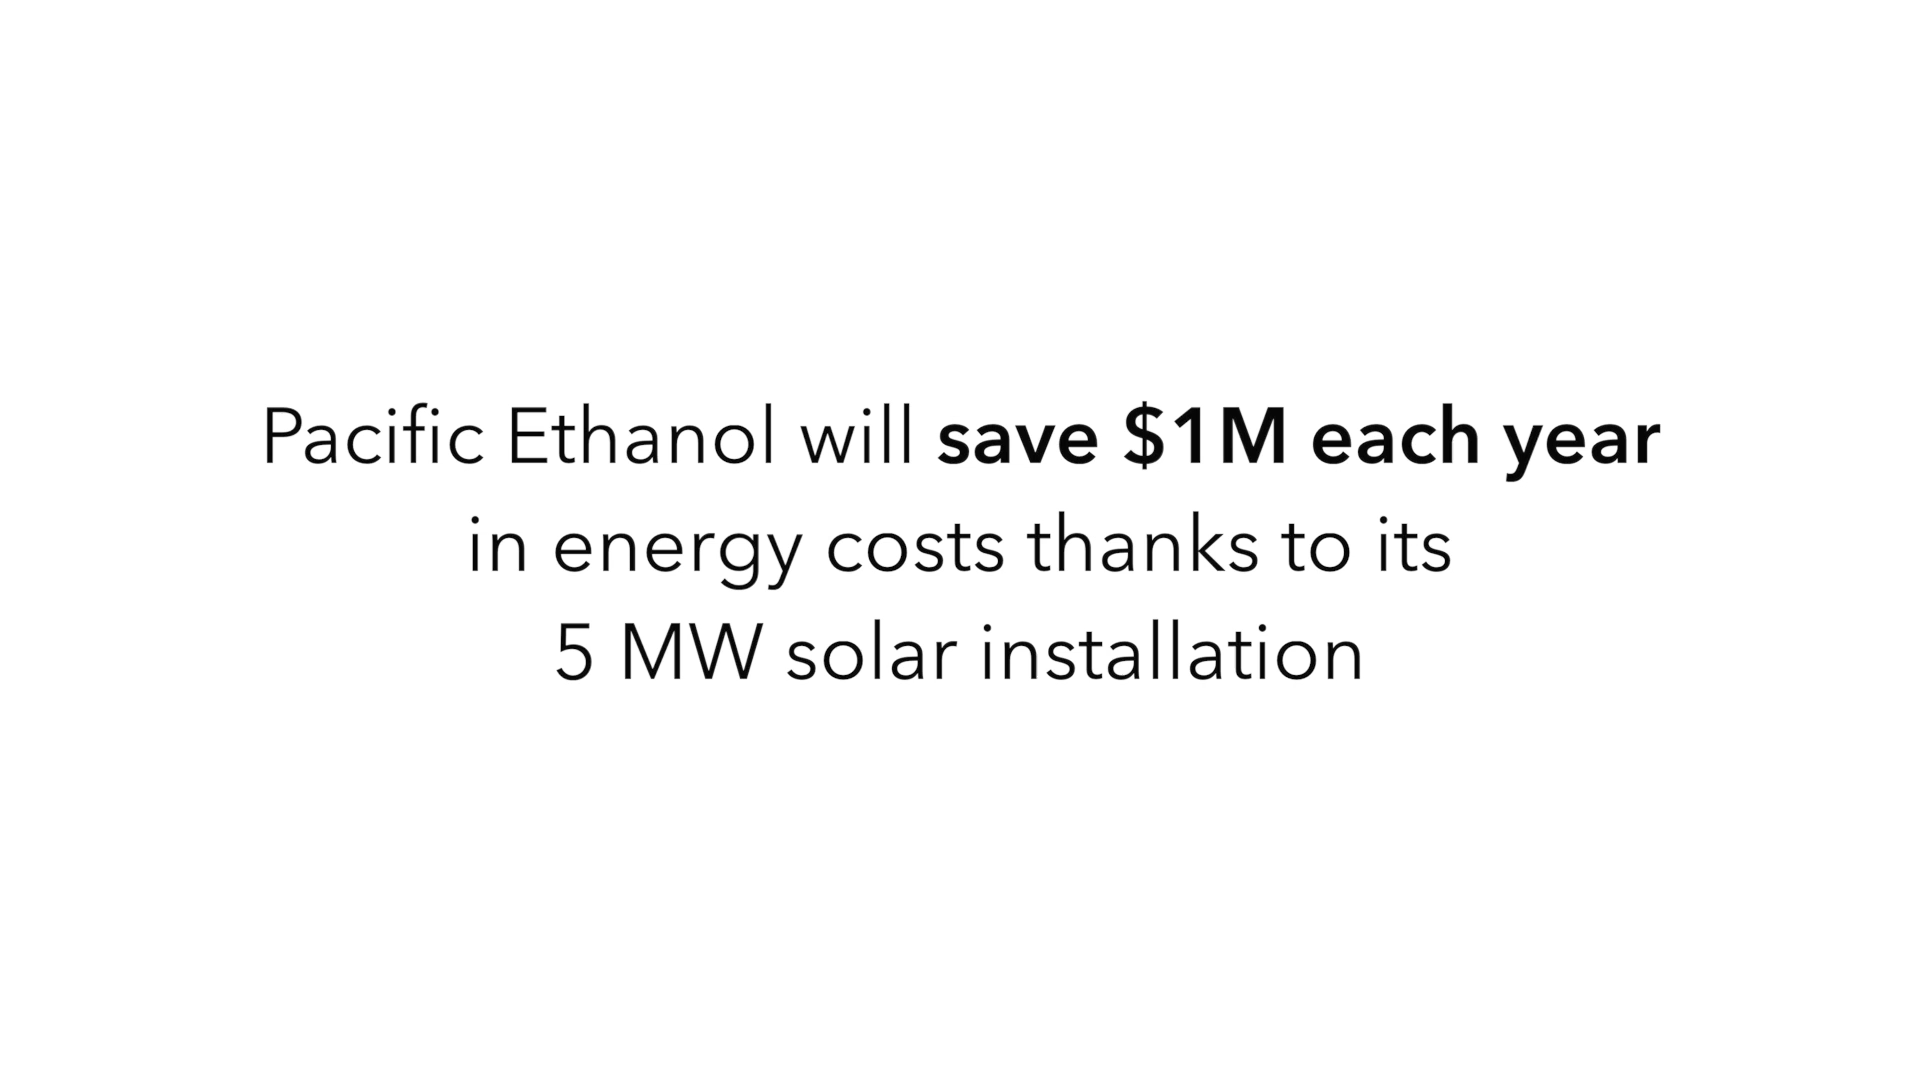 Pacific Ethanol will save $1M each year
in energy costs thanks to its
5 MW solar installation